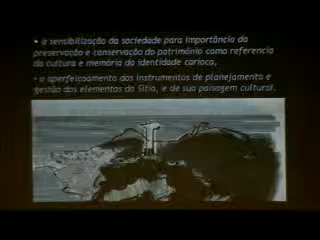 • a sensibilização da sociedade para importância da
preservação e conservação do patrimônio como referencia
da cultura e memória da identidade carioca,
• o aperfeiçoamento dos instrumentos de planejamento e
gestão dos elementos do Sítio, e de sua paisagem cultural.